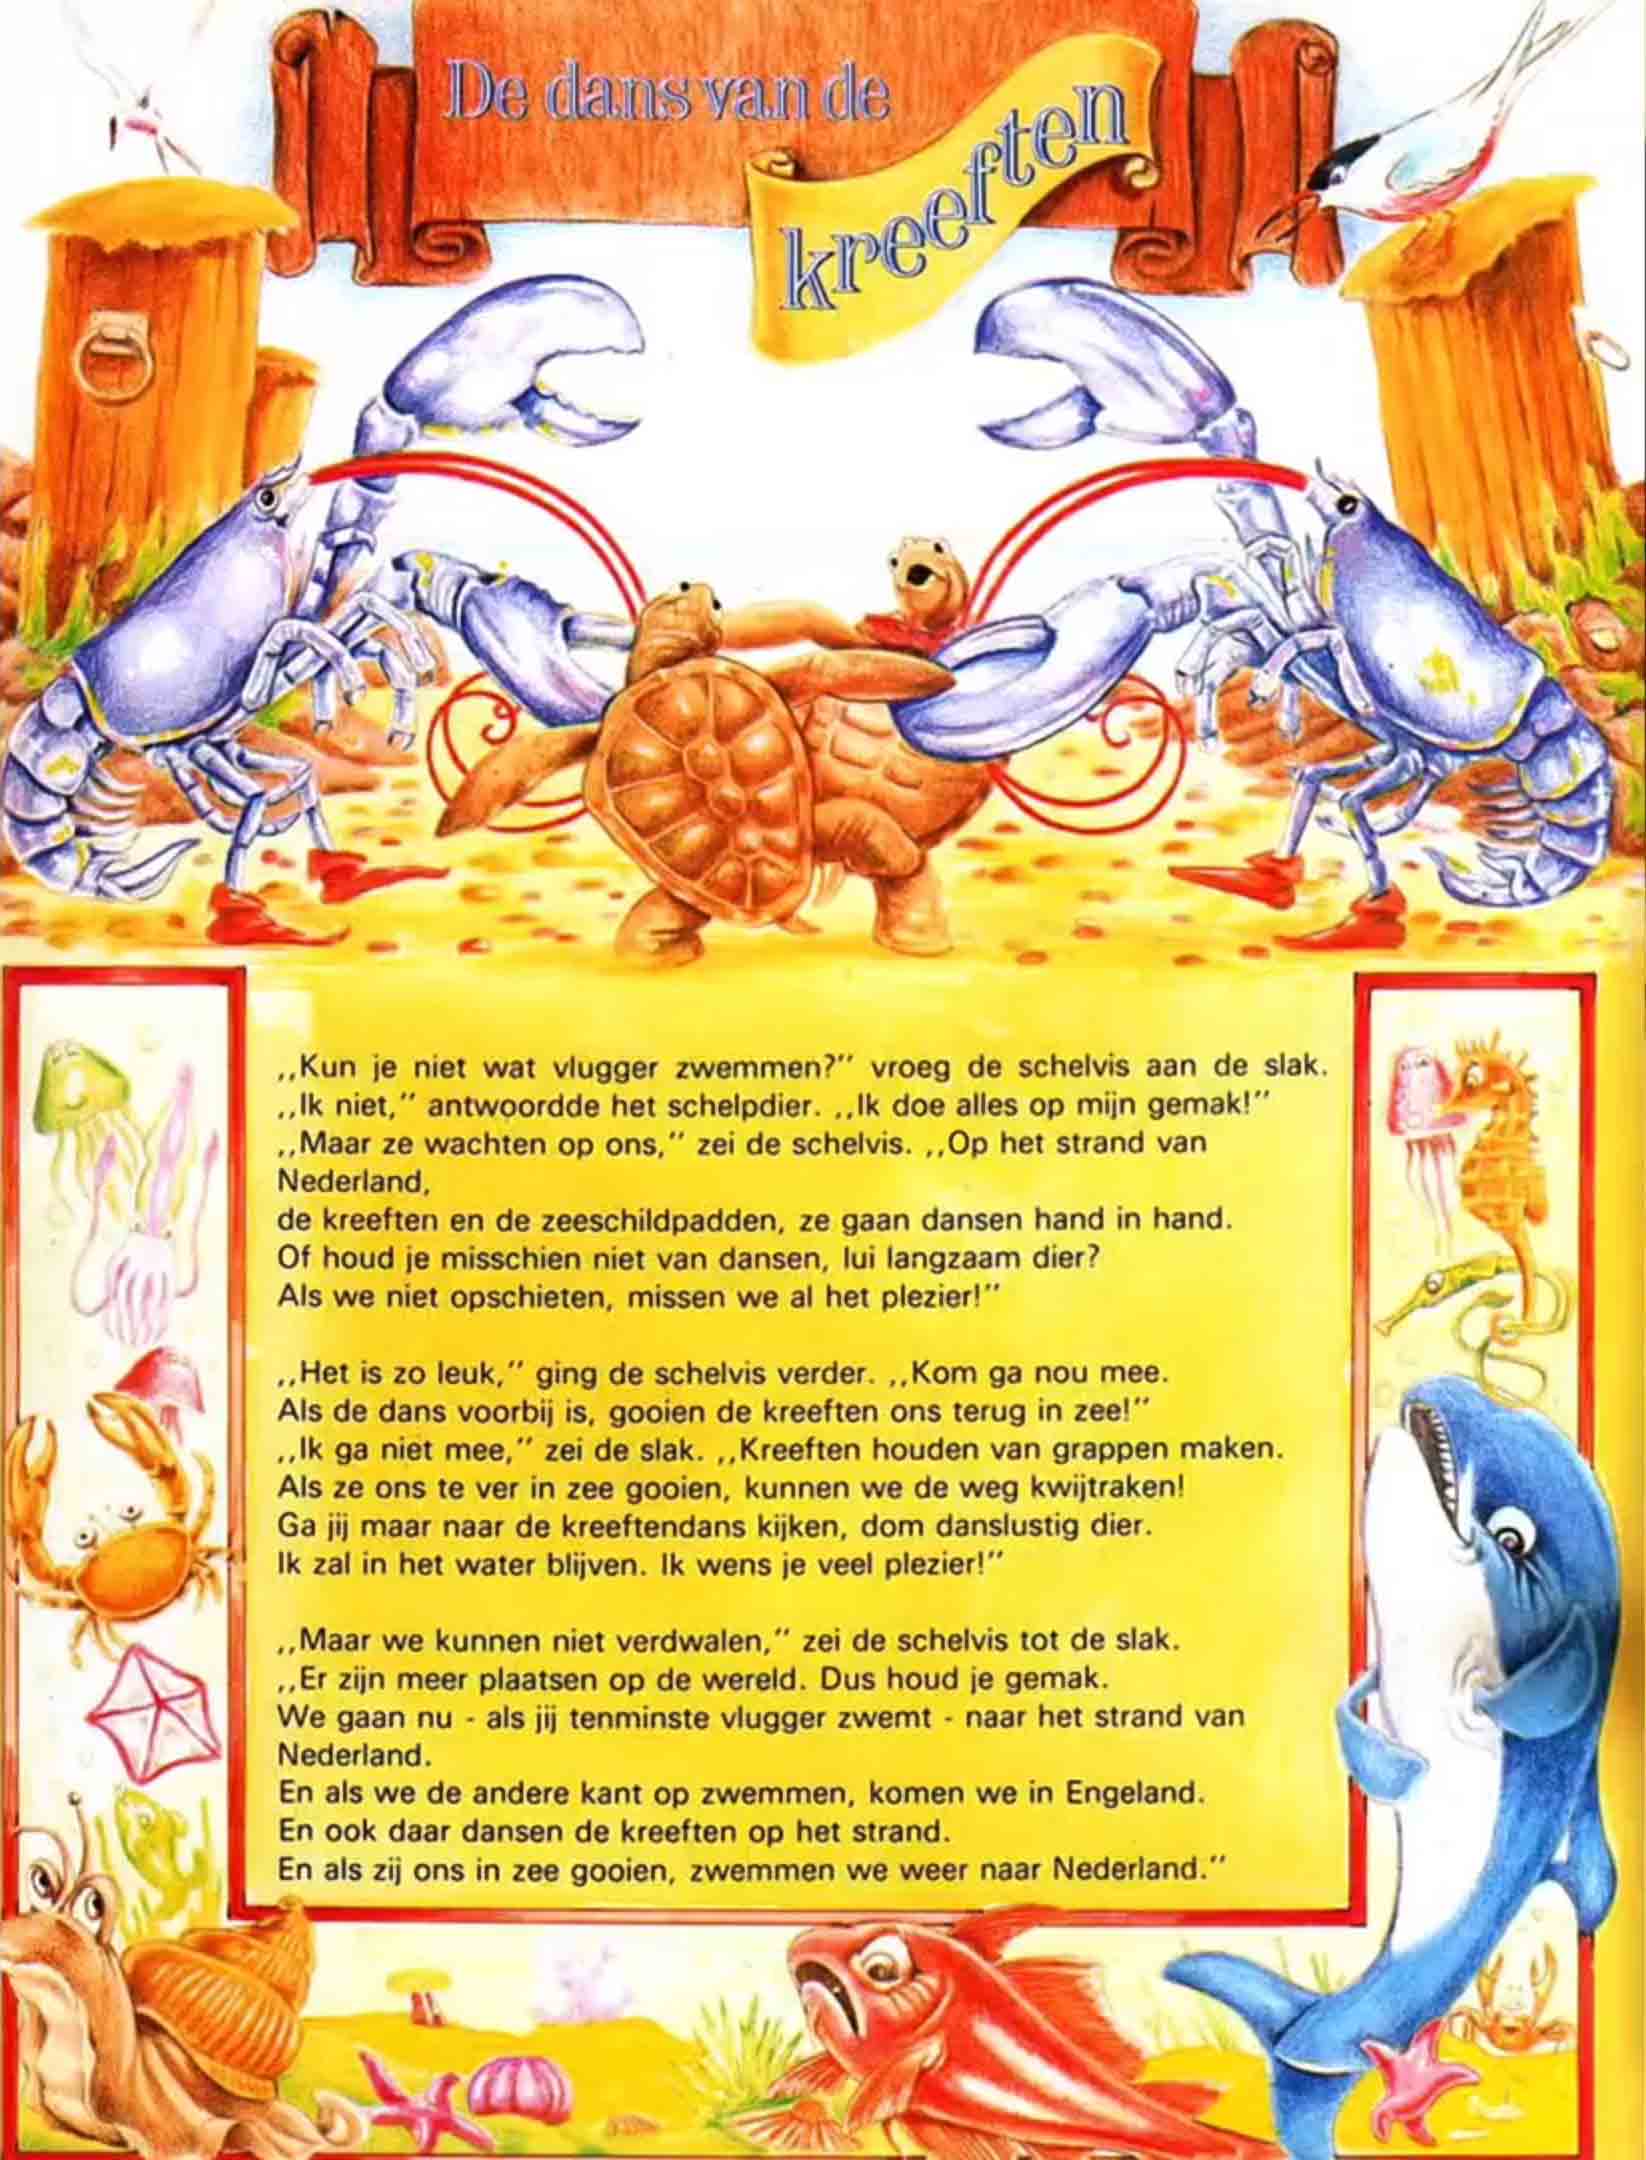 De dans van de
kreeften
,,Kun je niet wat vlugger zwemmen?'' vroeg de schelvis aan de slak.
,,Ik niet,'' antwoordde het schelpdier. ,,Ik doe alles op mijn gemak!''
,,Maar ze wachten op ons,'' zei de schelvis. ,,Op het strand van
Nederland,
de kreeften en de zeeschildpadden, ze gaan dansen hand in hand.
Of houd je misschien niet van dansen, lui langzaam dier?
Als we niet opschieten, missen we al het plezier!''
,,Het is zo leuk,'' ging de schelvis verder. ,,Kom ga nou mee.
Als de dans voorbij is, gooien de kreeften ons terug in zee!''
,,Ik ga niet mee,'' zei de slak. ,,Kreeften houden van grappen maken.
Als ze ons te ver in zee gooien, kunnen we de weg kwijtraken!
Ga jij maar naar de kreeftendans kijken, dom danslustig dier.
Ik zal in het water blijven. Ik wens je veel plezier!''
,,Maar we kunnen niet verdwalen,'' zei de schelvis tot de slak.
,,Er zijn meer plaatsen op de wereld. Dus houd je gemak.
We gaan nu - als jij tenminste vlugger zwemt - naar het strand van
Nederland.
En als we de andere kant op zwemmen, komen we in Engeland.
En ook daar dansen de kreeften op het strand.
En als zij ons in zee gooien, zwemmen we weer naar Nederland.''